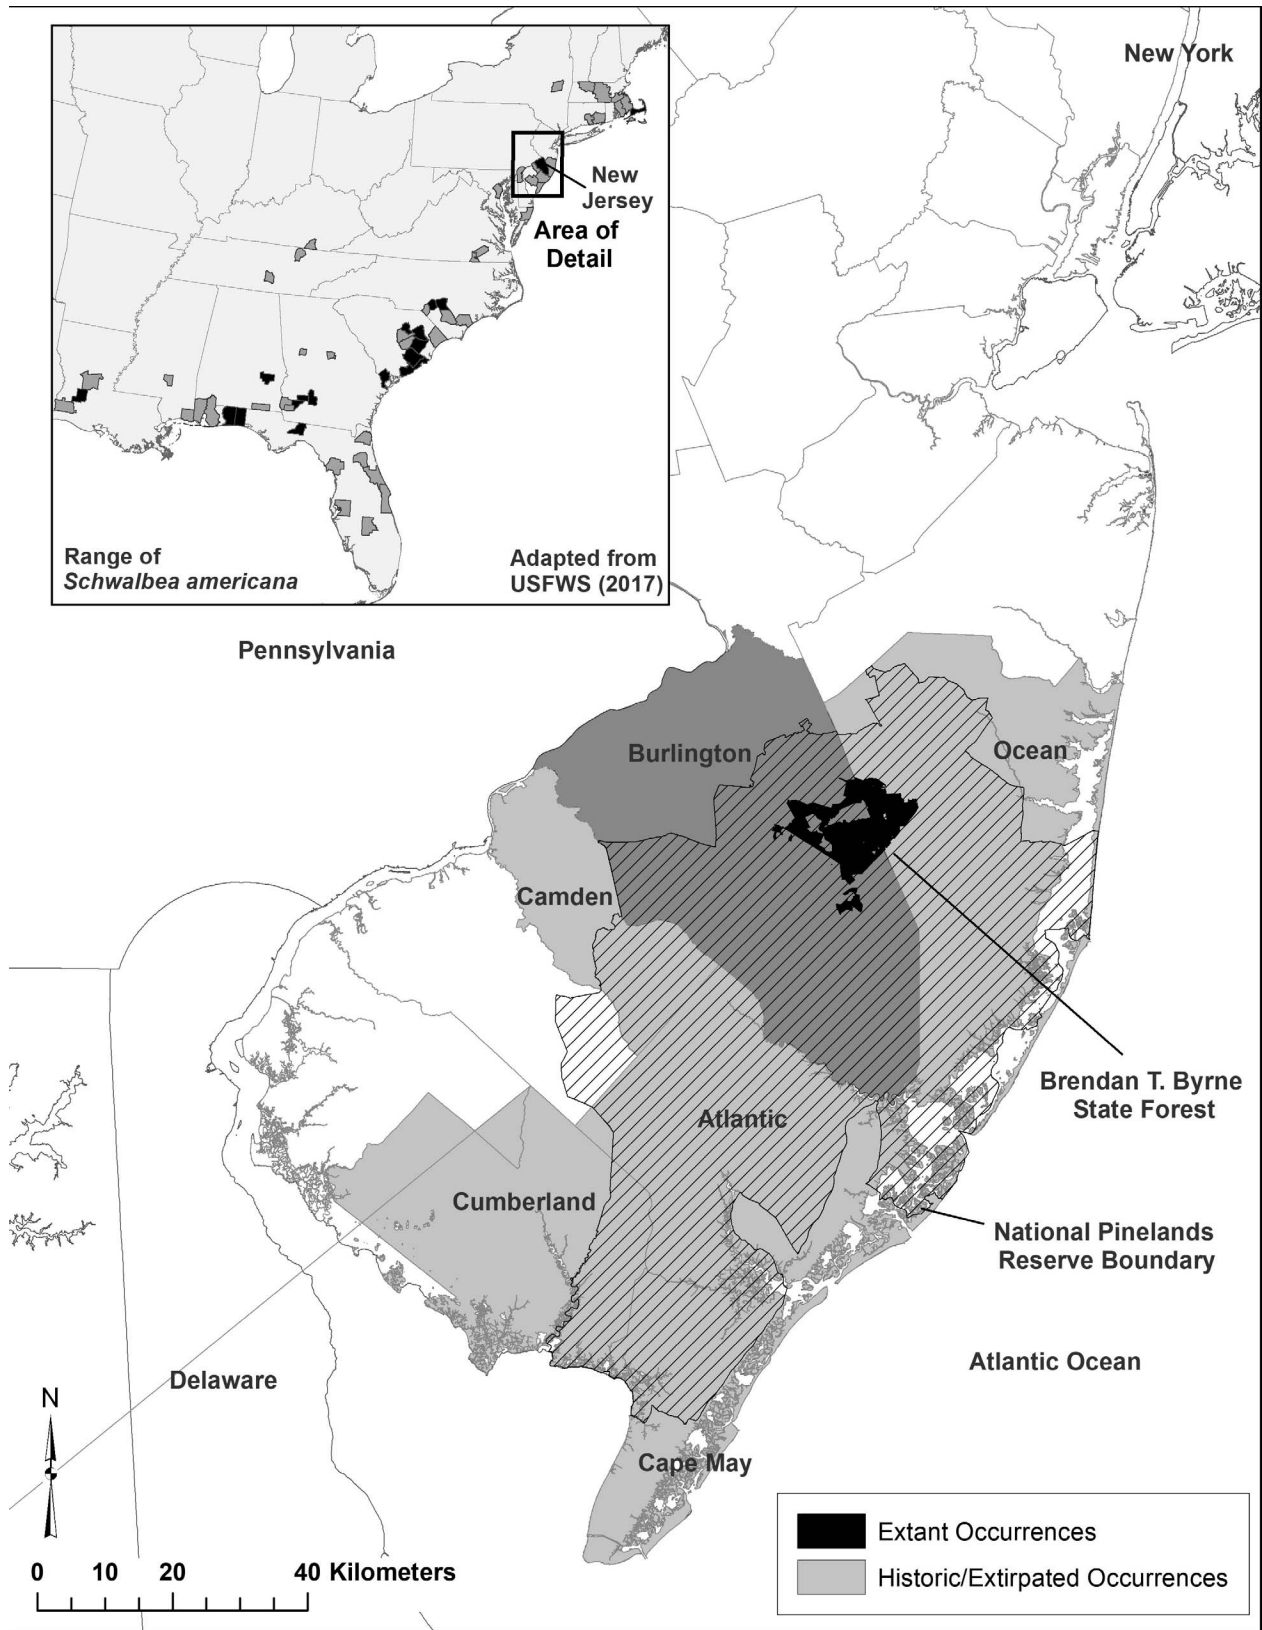 New York
New
Jersey
Area of
Detail
Range of
Schwalbea americana
Adapted from
USFWS (2017)
Pennsylvania
Burlington
Ocean
Camden
Brendan T. Byrne
State Forest
Atlantic
Cumberland
National Pinelands
Reserve Boundary
Atlantic Ocean
Delaware
N
Cape May
Extant Occurrences
Historic/Extirpated Occurrences
0 10 20 40 Kilometers